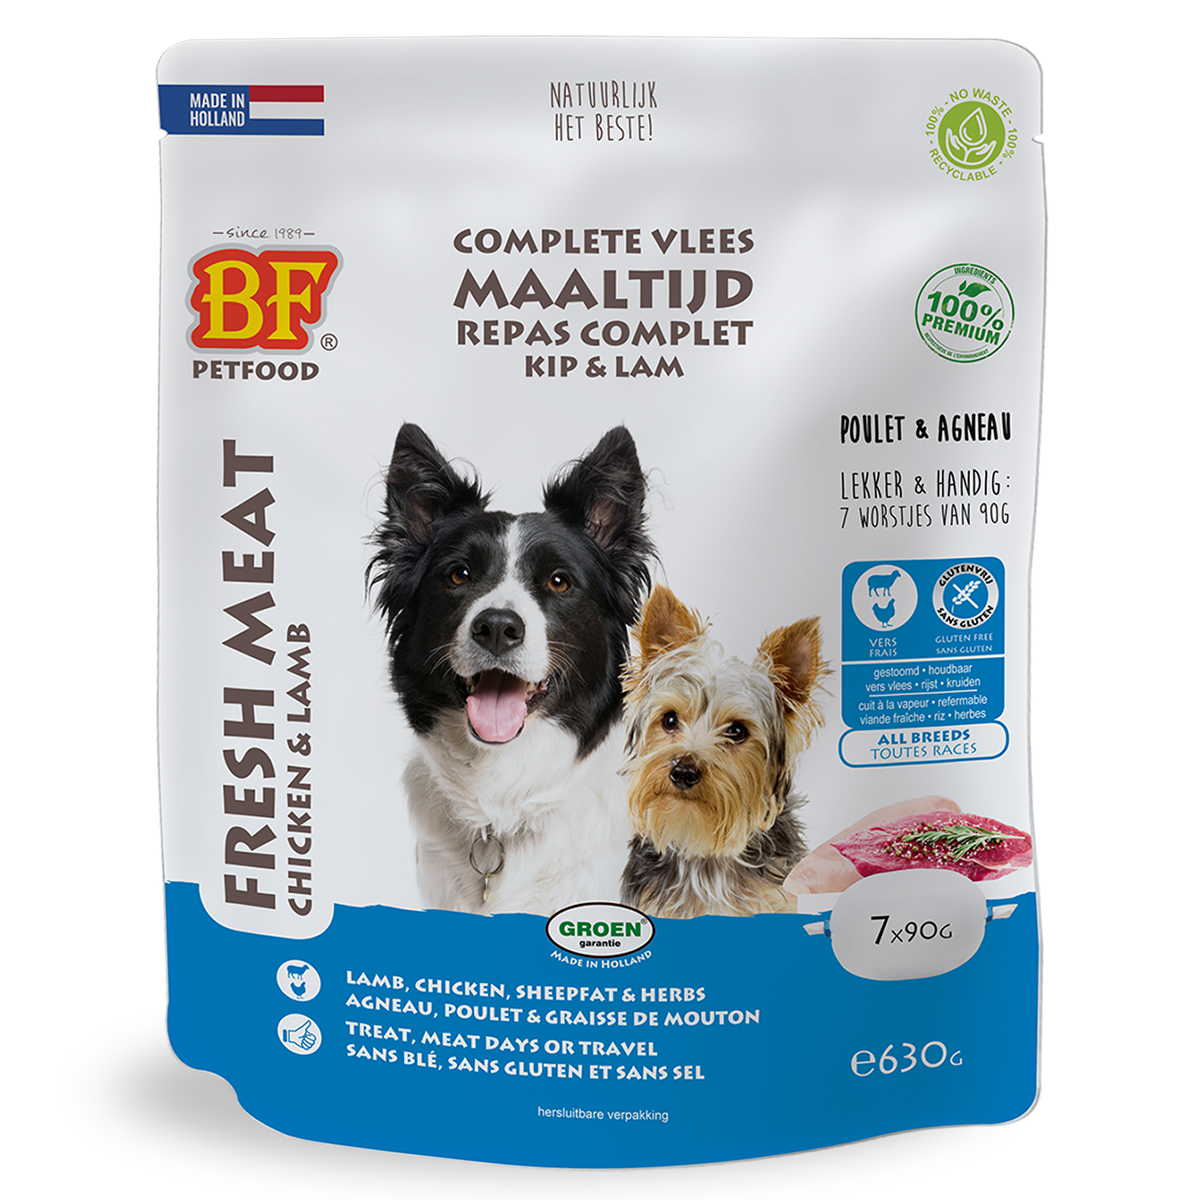 MADE IN
HOLLAND
NATUURLIJK
HET BESTE!
100% - NO WASTE - 100% - RECYCLABLE -
since 1989
BF®
PETFOOD
COMPLETE VLEES
MAALTIJD
REPAS COMPLET
KIP & LAM
INGREDIENTS
100%
PREMIUM
POULET & AGNEAU
LEKKER & HANDIG:
7 WORSTJES VAN 90G
FRESH MEAT
CHICKEN & LAMB
VERS
FRAIS
GLUTENVRIJ
SANS GLUTEN
GLUTEN FREE
SANS GLUTEN
gestoomd • houdbaar
vers vlees • rijst • kruiden
cuit à la vapeur • refermable
viande fraîche • riz • herbes
ALL BREEDS
TOUTES RACES
7x90G
GROEN®
garantie
MADE IN HOLLAND
LAMB, CHICKEN, SHEEPFAT & HERBS
AGNEAU, POULET & GRAISSE DE MOUTON
TREAT, MEAT DAYS OR TRAVEL
SANS BLÉ, SANS GLUTEN ET SANS SEL
e630G
hersluitbare verpakking